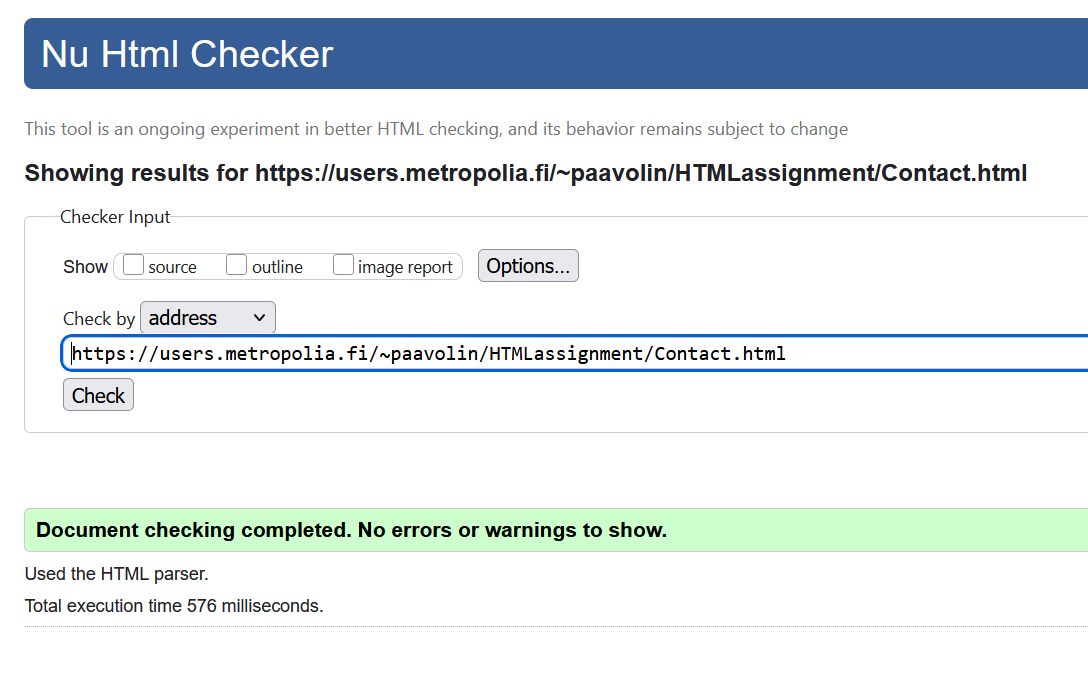 Nu Html Checker
This tool is an ongoing experiment in better HTML checking, and its behavior remains subject to change
Showing results for https://users.metropolia.fi/~paavolin/HTMLassignment/Contact.html
Checker Input
Show source outline image report Options...
Check by address
https://users.metropolia.fi/~paavolin/HTMLassignment/Contact.html
Check
Document checking completed. No errors or warnings to show.
Used the HTML parser.
Total execution time 576 milliseconds.